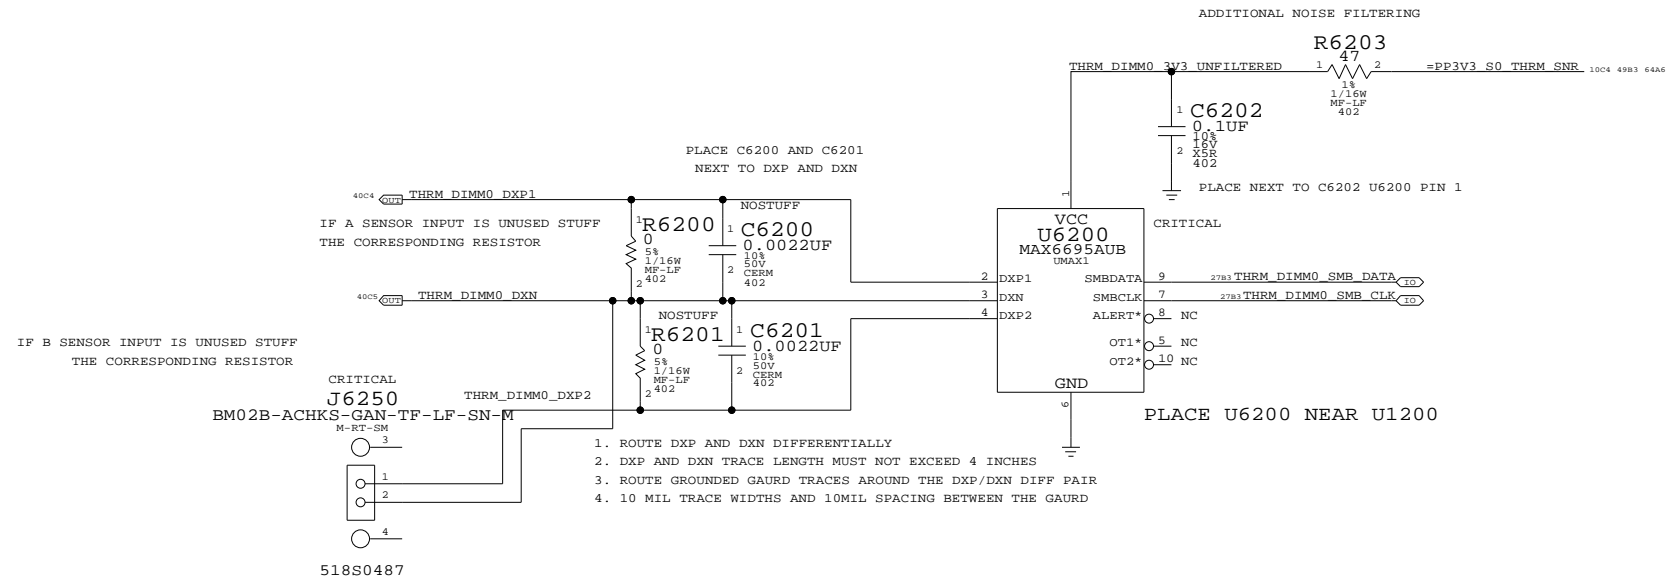 ADDITIONAL NOISE FILTERING
R6203
47
THRM_DIMM0_3V3_UNFILTERED
1
2
=PP3V3_S0_THRM_SNR
10C4 49B3 64A6
1%
1/16W
MF-LF
402
1
C6202
0.1UF
10%
16V
X5R
402
2
PLACE C6200 AND C6201
NEXT TO DXP AND DXN
PLACE NEXT TO C6202 U6200 PIN 1
1
40C4
OUT
THRM_DIMM0_DXP1
NOSTUFF
IF A SENSOR INPUT IS UNUSED STUFF
THE CORRESPONDING RESISTOR
1
R6200
0
5%
1/16W
MF-LF
402
2
1
C6200
0.0022UF
10%
50V
CERM
402
2
VCC
U6200
MAX6695AUB
UMAX1
CRITICAL
2
DXP1
3
DXN
4
DXP2
SMBDATA
9
27B3
THRM_DIMM0_SMB_DATA
IO
SMBCLK
7
27B3
THRM_DIMM0_SMB_CLK
IO
ALERT*
8
NC
OT1*
5
NC
OT2*
10
NC
GND
6
40C5
OUT
THRM_DIMM0_DXN
NOSTUFF
1
R6201
0
5%
1/16W
MF-LF
402
2
1
C6201
0.0022UF
10%
50V
CERM
402
2
IF B SENSOR INPUT IS UNUSED STUFF
THE CORRESPONDING RESISTOR
THRM_DIMM0_DXP2
CRITICAL
J6250
BM02B-ACHKS-GAN-TF-LF-SN-M
M-RT-SM
3
1
2
4
518S0487
PLACE U6200 NEAR U1200
1. ROUTE DXP AND DXN DIFFERENTIALLY
2. DXP AND DXN TRACE LENGTH MUST NOT EXCEED 4 INCHES
3. ROUTE GROUNDED GAURD TRACES AROUND THE DXP/DXN DIFF PAIR
4. 10 MIL TRACE WIDTHS AND 10MIL SPACING BETWEEN THE GAURD